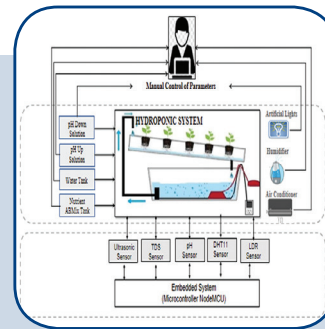 Manual Control of Parameters
HYDROPONIC SYSTEM
pH Down
Solution
pH Up
Solution
Water Tank
Nutrient
ABMix Tank
Artificial Lights
Humidifier
Air Conditioner
Ultrasonic
Sensor
TDS
Sensor
pH
Sensor
DHT11
Sensor
LDR
Sensor
Embedded System
(Microcontroller NodeMCU)